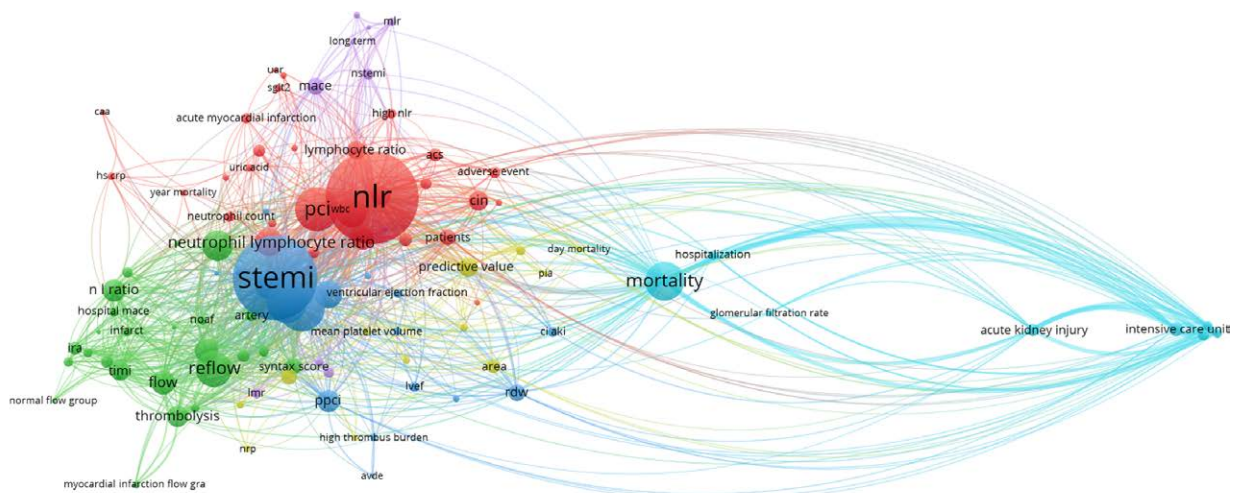 mlr
long term
nstemi
uar
sglt2
mace
caa
acute myocardial infarction
high nlr
lymphocyte ratio
acs
uric acid
hs crp
adverse event
year mortality
nlr
pci
wbc
cin
neutrophil count
patients
neutrophil lymphocyte ratio
day mortality
hospitalization
predictive value
pia
stemi
mortality
n l ratio
ventricular ejection fraction
hospital mace
noaf
artery
glomerular filtration rate
infarct
mean platelet volume
ci aki
acute kidney injury
intensive care unit
ira
timi
reflow
syntax score
area
flow
lmr
lvef
rdw
normal flow group
ppci
thrombolysis
high thrombus burden
nrp
avde
myocardial infarction flow gra